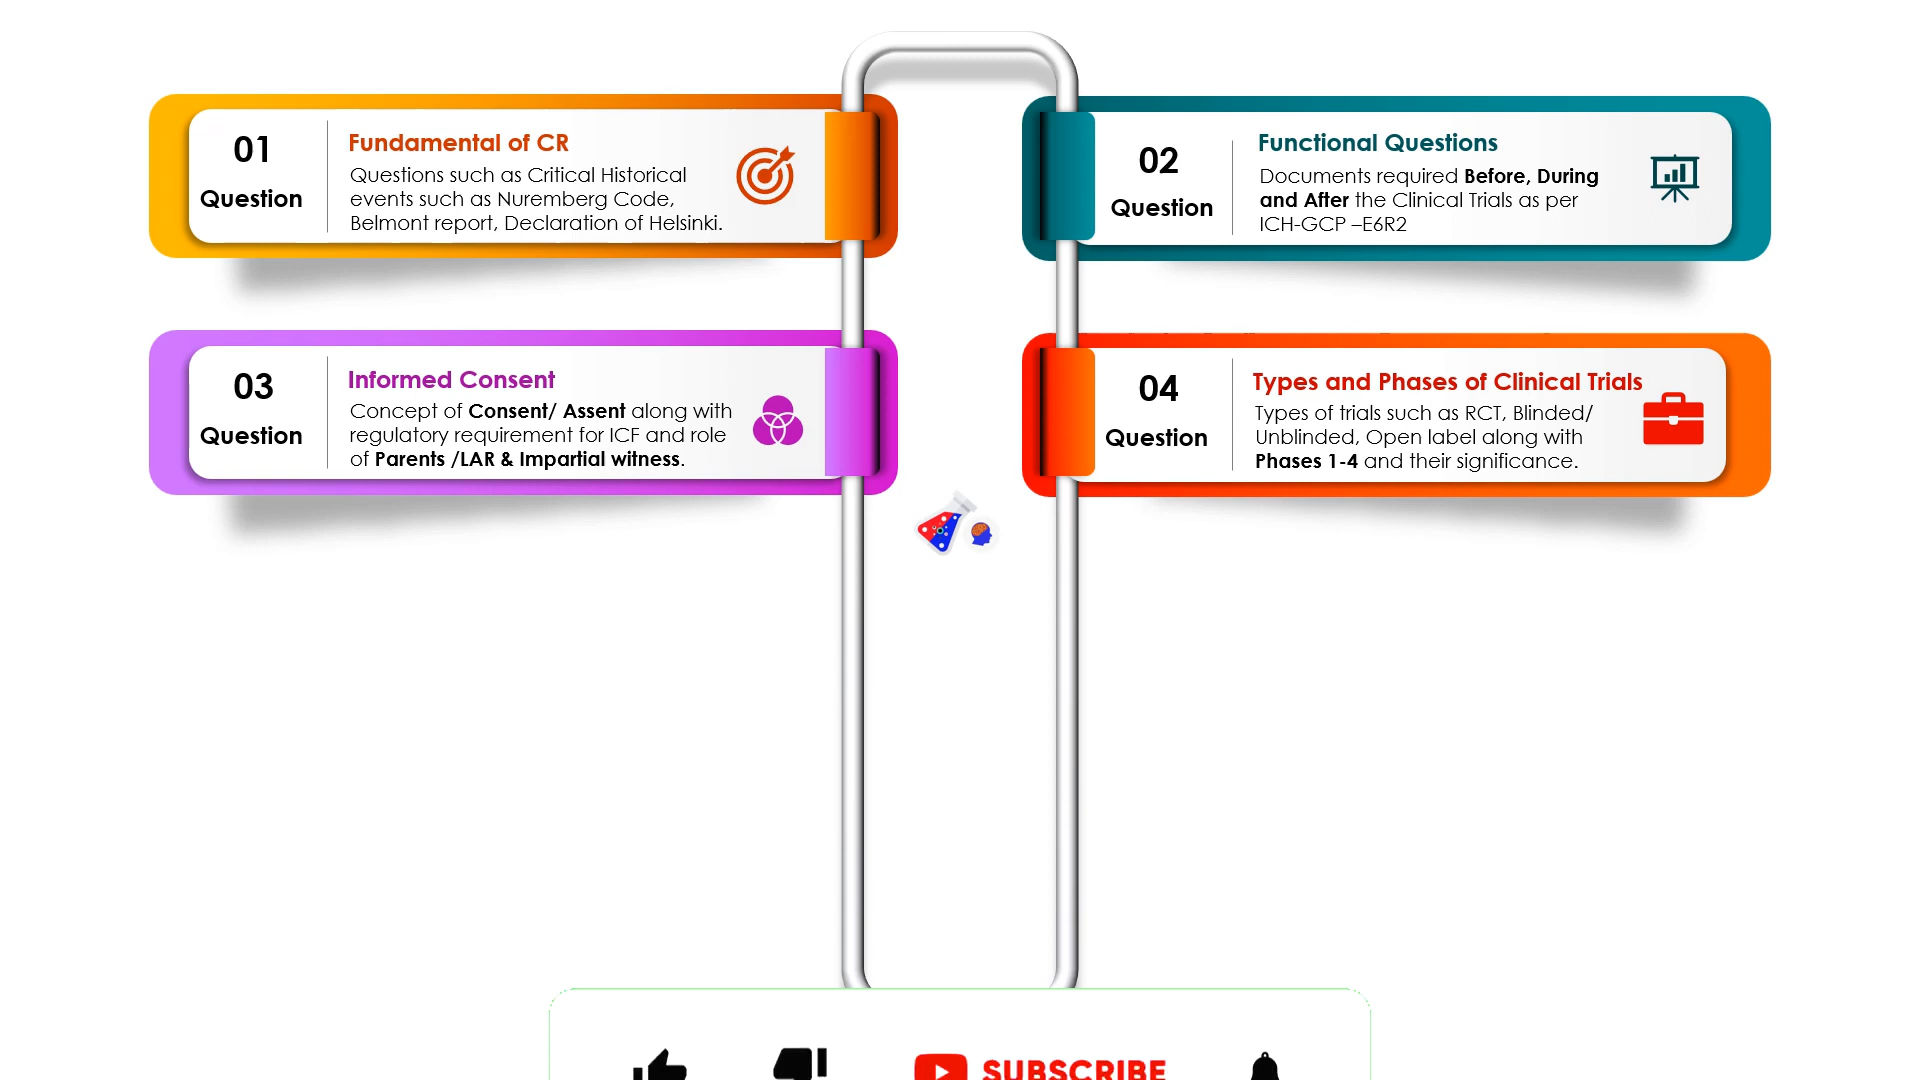 01
Question
Fundamental of CR
Questions such as Critical Historical
events such as Nuremberg Code,
Belmont report, Declaration of Helsinki.
02
Question
Functional Questions
Documents required Before, During
and After the Clinical Trials as per
ICH-GCP –E6R2
03
Question
Informed Consent
Concept of Consent/ Assent along with
regulatory requirement for ICF and role
of Parents /LAR & Impartial witness.
04
Question
Types and Phases of Clinical Trials
Types of trials such as RCT, Blinded/
Unblinded, Open label along with
Phases 1-4 and their significance.
SUBSCRIBE